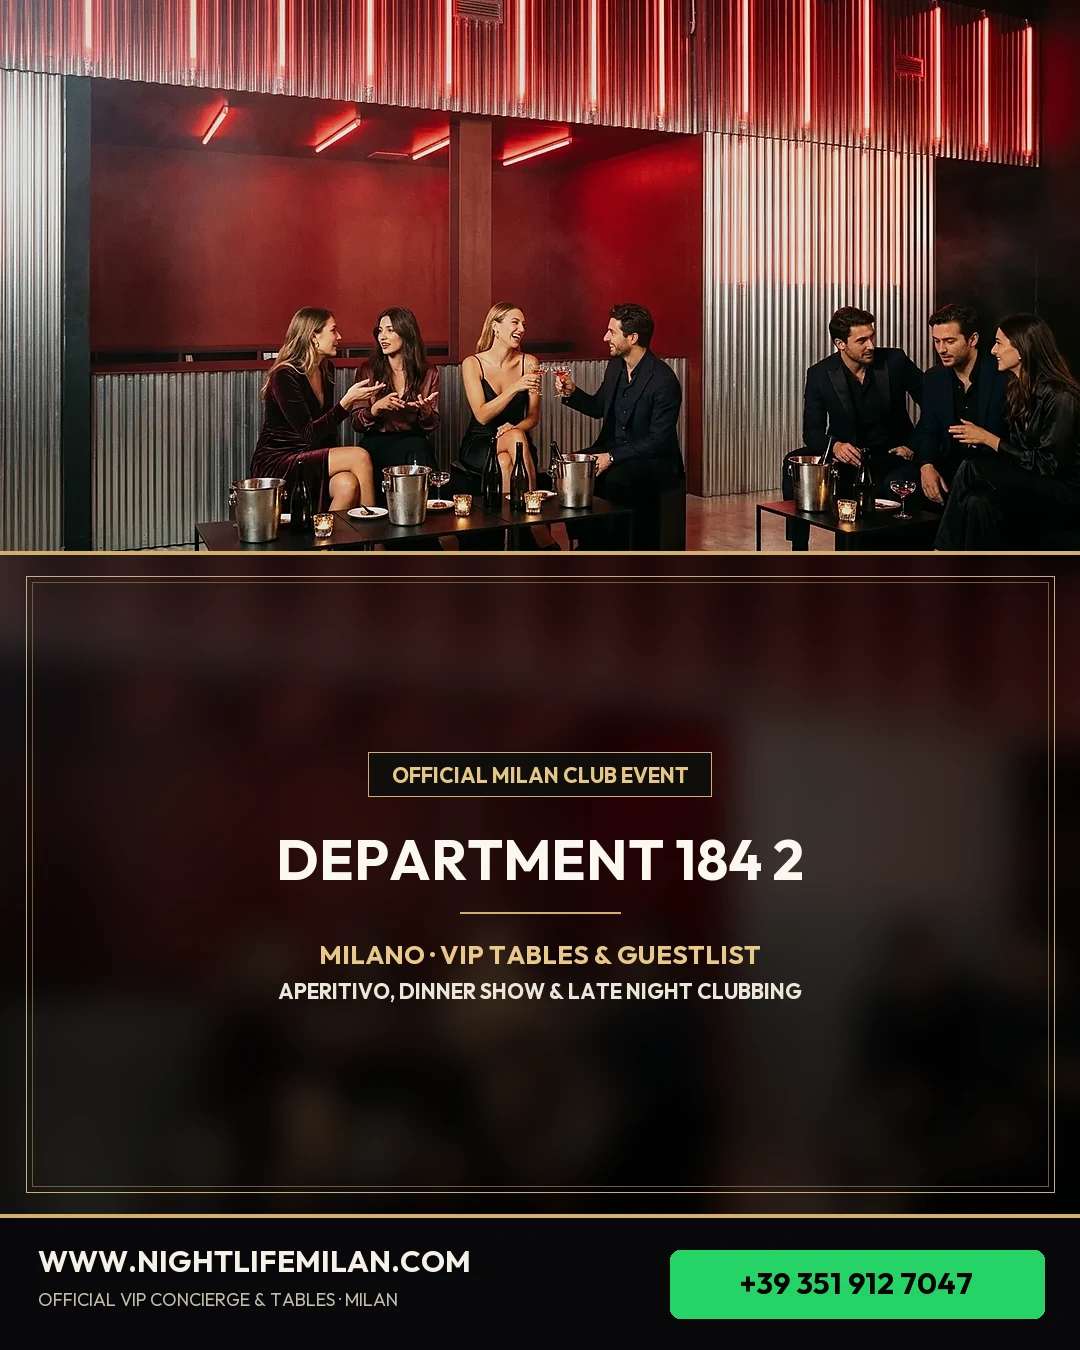 OFFICIAL MILAN CLUB EVENT
DEPARTMENT 184 2
MILANO · VIP TABLES & GUESTLIST
APERITIVO, DINNER SHOW & LATE NIGHT CLUBBING
WWW.NIGHTLIFEMILAN.COM
OFFICIAL VIP CONCIERGE & TABLES · MILAN
+39 351 912 7047